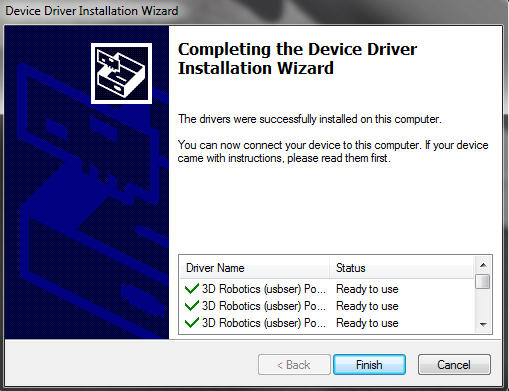 Device Driver Installation Wizard
Completing the Device Driver
Installation Wizard
The drivers were successfully installed on this computer.
You can now connect your device to this computer. If your device
came with instructions, please read them first.
Driver Name Status
3D Robotics (usbser) Po... Ready to use
3D Robotics (usbser) Po... Ready to use
3D Robotics (usbser) Po... Ready to use
< Back Finish Cancel